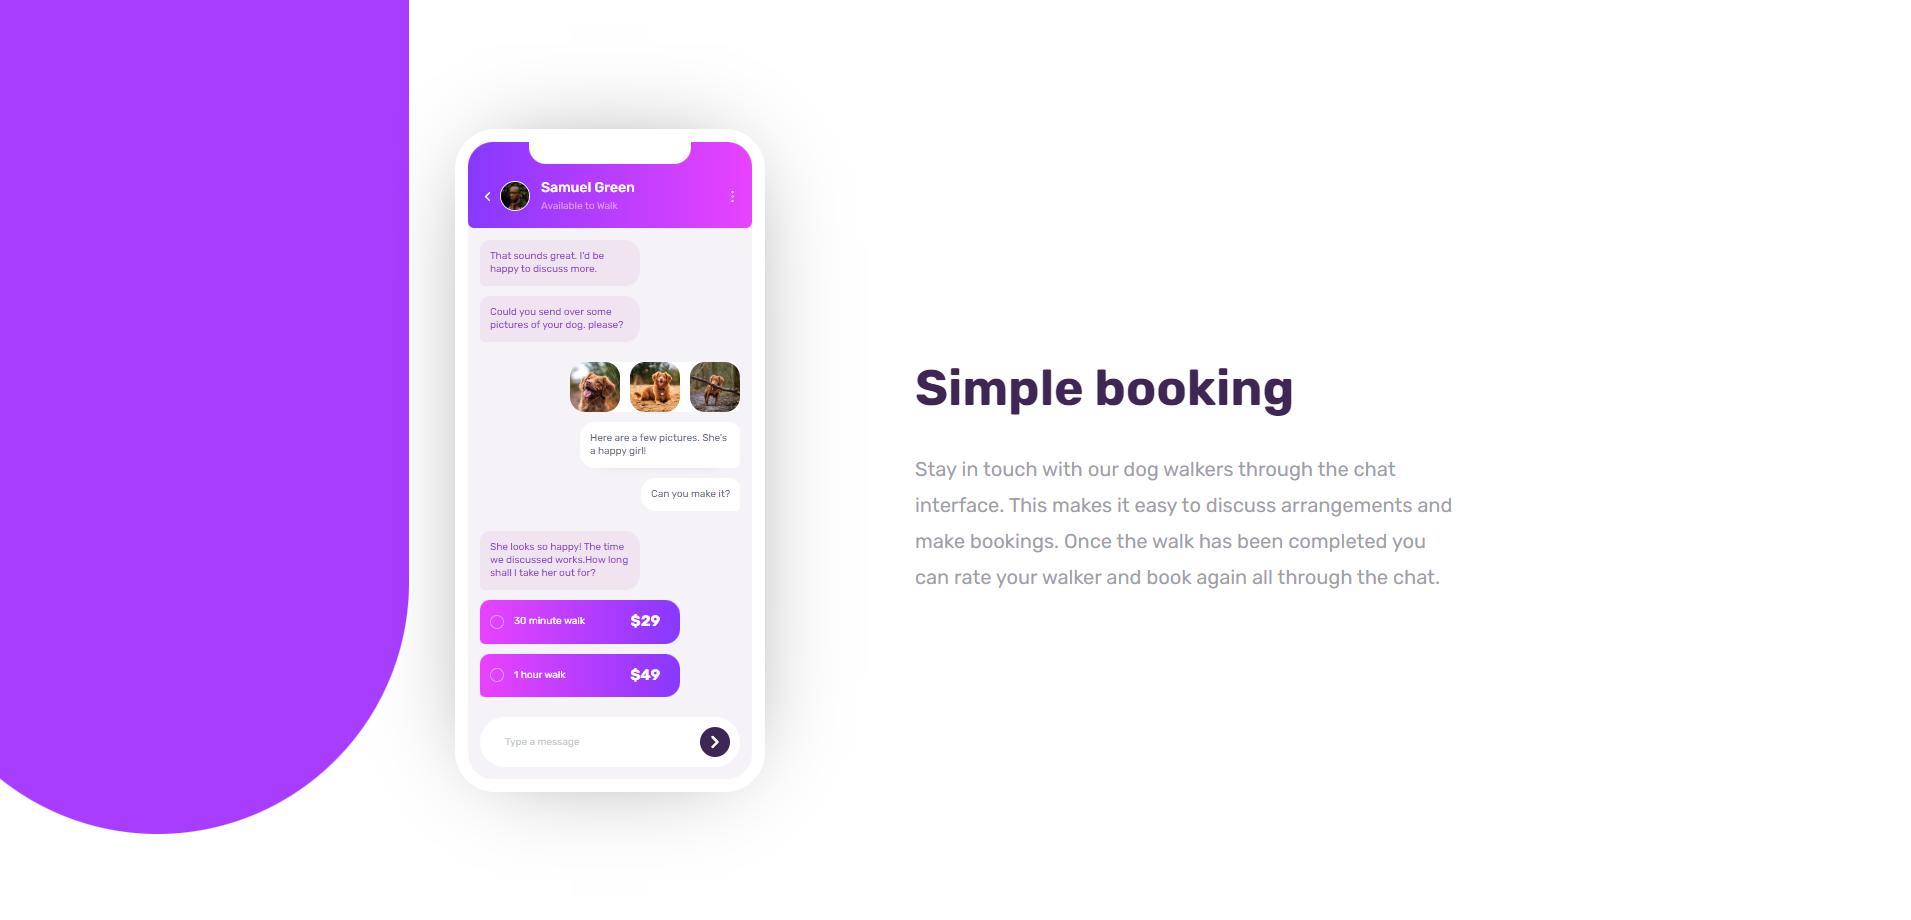 Samuel Green
Available to Walk
That sounds great. I'd be
happy to discuss more.
Could you send over some
pictures of your dog, please?
Here are a few pictures. She's
a happy girl!
Can you make it?
She looks so happy! The time
we discussed works.How long
shall I take her out for?
30 minute walk $29
1 hour walk $49
Type a message
Simple booking
Stay in touch with our dog walkers through the chat
interface. This makes it easy to discuss arrangements and
make bookings. Once the walk has been completed you
can rate your walker and book again all through the chat.